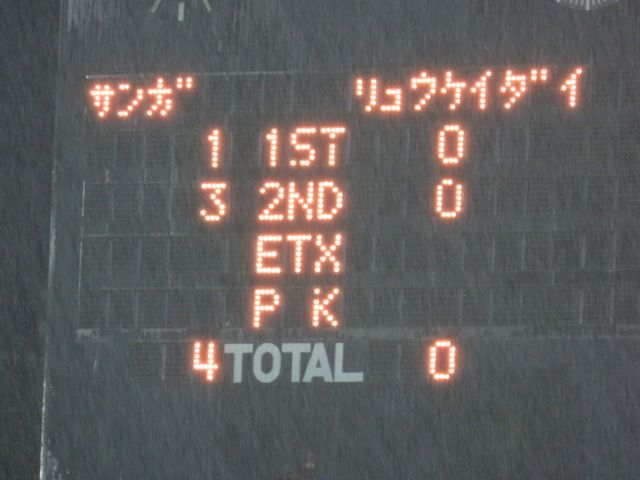 サンガ リュウケイダイ
1 1ST 0
3 2ND 0
ETX
P K
4 TOTAL 0